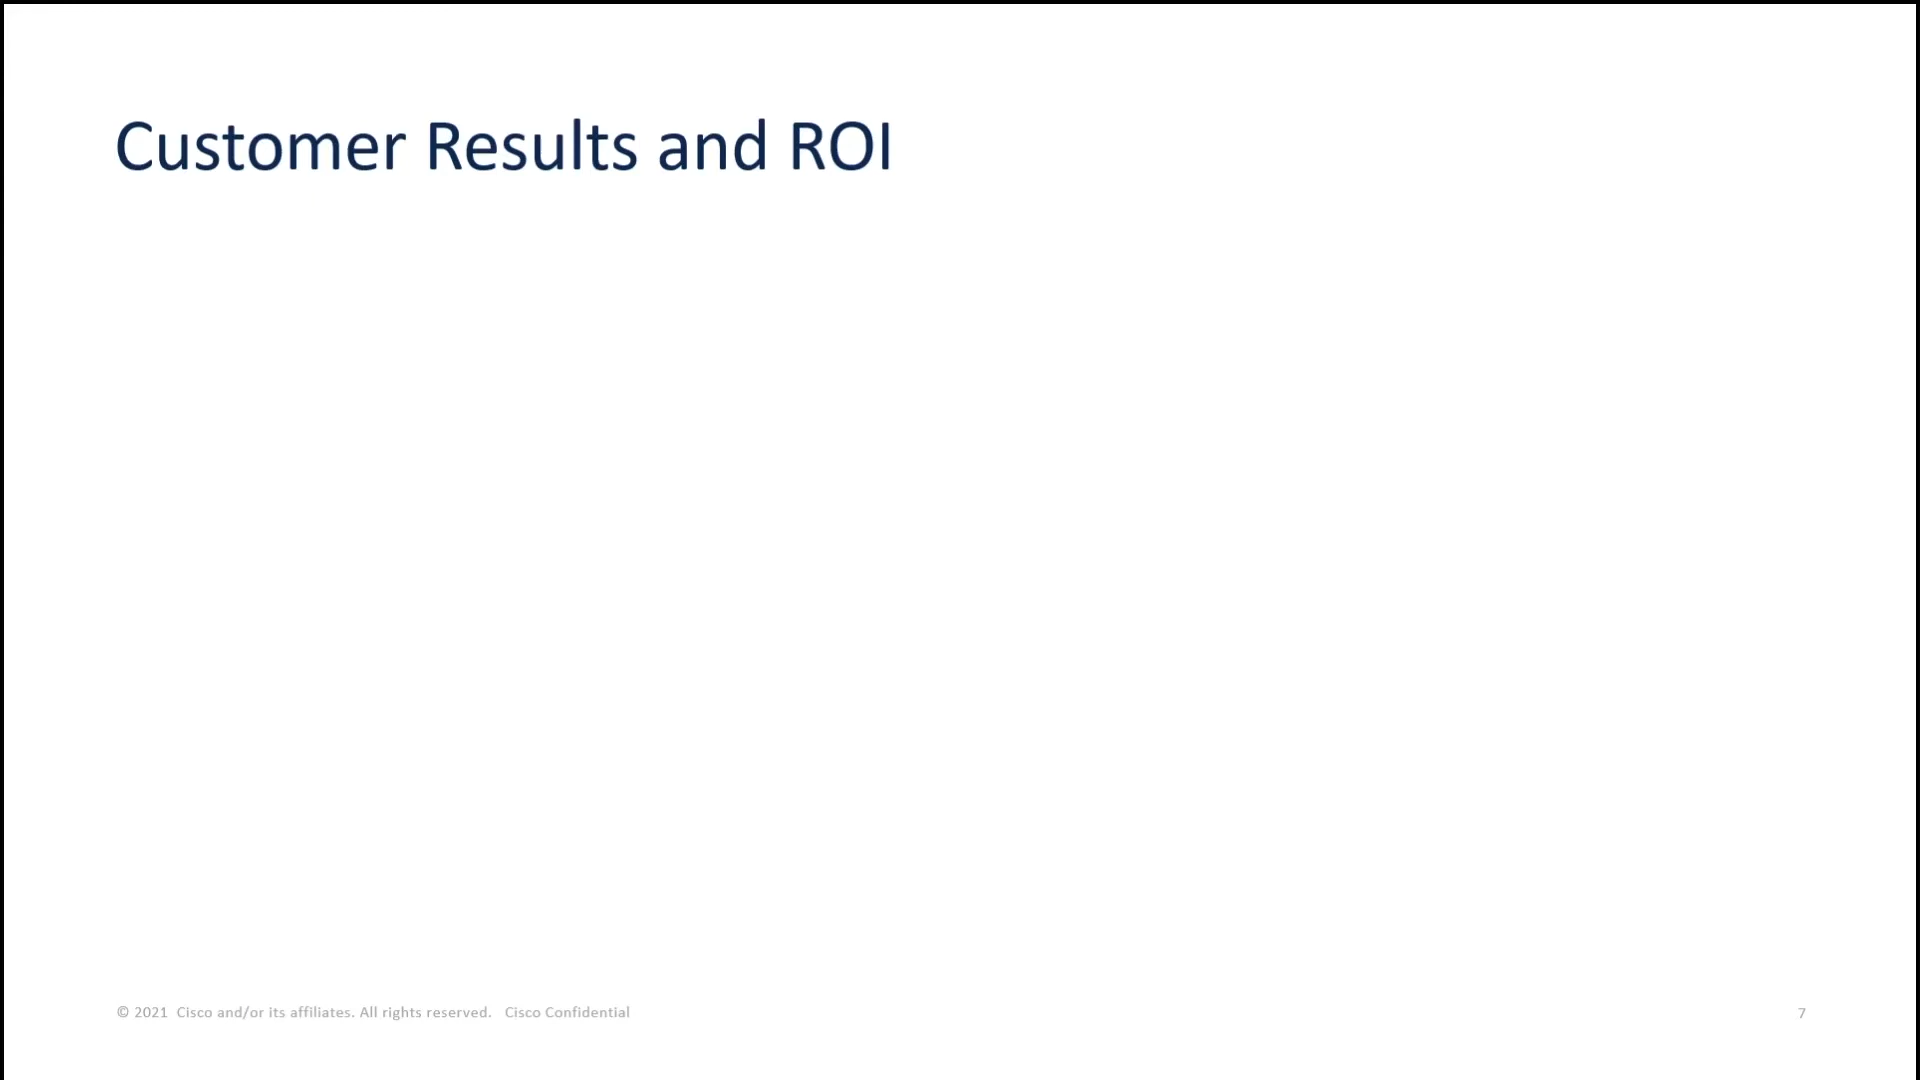 Customer Results and ROI
© 2021 Cisco and/or its affiliates. All rights reserved. Cisco Confidential
7